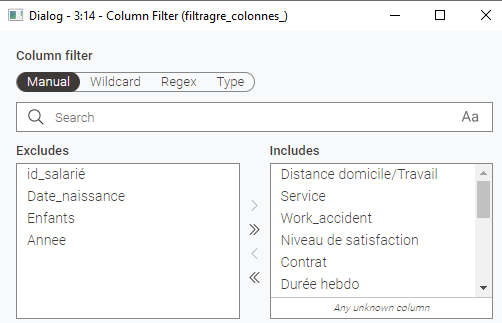 Dialog - 3:14 - Column Filter (filtragre_colonnes_)
Column filter
Manual Wildcard Regex Type
Search Aa
Excludes
id_salarié
Date_naissance
Enfants
Annee
Includes
Distance domicile/Travail
Service
Work_accident
Niveau de satisfaction
Contrat
Durée hebdo
Any unknown column